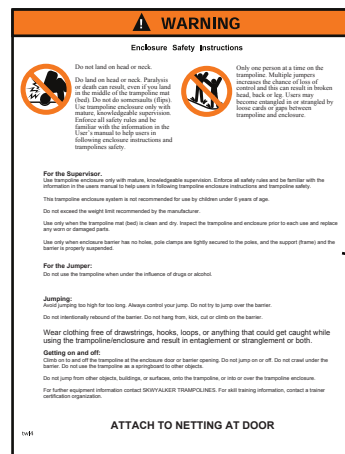 WARNING
Enclosure Safety Instructions
Do not land on head or neck.
Do land on head or neck. Paralysis
or death can result, even if you land
in the middle of the trampoline mat
(bed). Do not do somersaults (flips).
Use trampoline enclosure only with
mature, knowledgeable supervision.
Enforce all safety rules and be
familiar with the information in the
User's manual to help users in
following enclosure instructions and
trampolines safety.
Only one person at a time on the
trampoline. Multiple jumpers
increases the chance of loss of
control and this can result in broken
head, back or leg. Users may
become entangled in or strangled by
loose cards or gaps between
trampoline and enclosure.
For the Supervisor.
Use trampoline enclosure only with mature, knowledgeable supervision. Enforce all safety rules and be familiar with the
information in the users manual to help users in following trampoline enclosure instructions and trampoline safety.
This trampoline enclosure system is not recommended for use by children under 6 years of age.
Do not exceed the weight limit recommended by the manufacturer.
Use only when the trampoline mat (bed) is clean and dry. Inspect the trampoline and enclosure prior to each use and replace
any worn or damaged parts.
Use only when enclosure barrier has no holes, pole clamps are tightly secured to the poles, and the support (frame) and the
barrier is properly suspended.
For the Jumper:
Do not use the trampoline when under the influence of drugs or alcohol.
Jumping:
Avoid jumping too high for too long. Always control your jump. Do not try to jump over the barrier.
Do not intentionally rebound of the barrier. Do not hang from, kick, cut or climb on the barrier.
Wear clothing free of drawstrings, hooks, loops, or anything that could get caught while
using the trampoline/enclosure and result in entaglement or stranglement or both.
Getting on and off:
Climb on to and off the trampoline at the enclosure door or barrier opening. Do not jump on or off. Do not crawl under the
barrier. Do not use the trampoline as a springboard to other objects.
Do not jump from other objects, buildings, or surfaces, onto the trampoline, or into or over the trampoline enclosure.
For further equipment information contact SKWYALKER TRAMPOLINES. For skill training information, contact a trainer
certification organization.
ATTACH TO NETTING AT DOOR
twl4